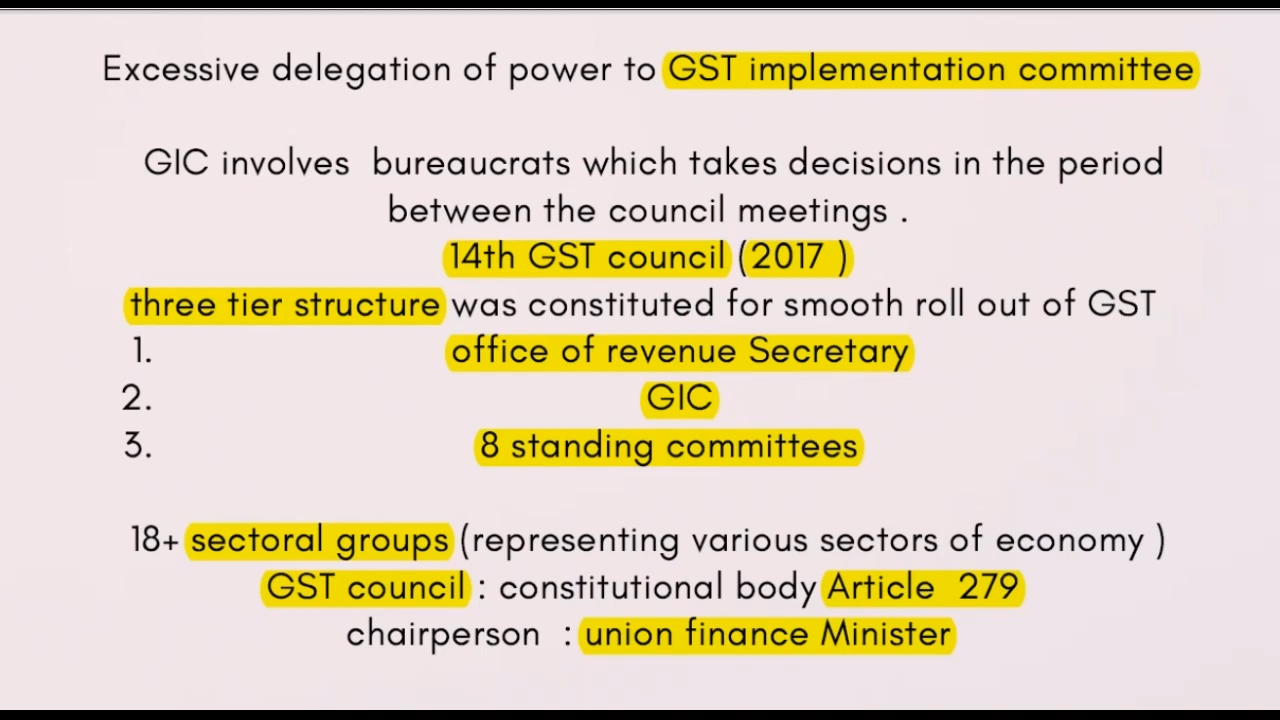 Excessive delegation of power to GST implementation committee
GIC involves bureaucrats which takes decisions in the period
between the council meetings .
14th GST council (2017 )
three tier structure was constituted for smooth roll out of GST
1. office of revenue Secretary
2. GIC
3. 8 standing committees
18+ sectoral groups (representing various sectors of economy )
GST council : constitutional body Article 279
chairperson : union finance Minister